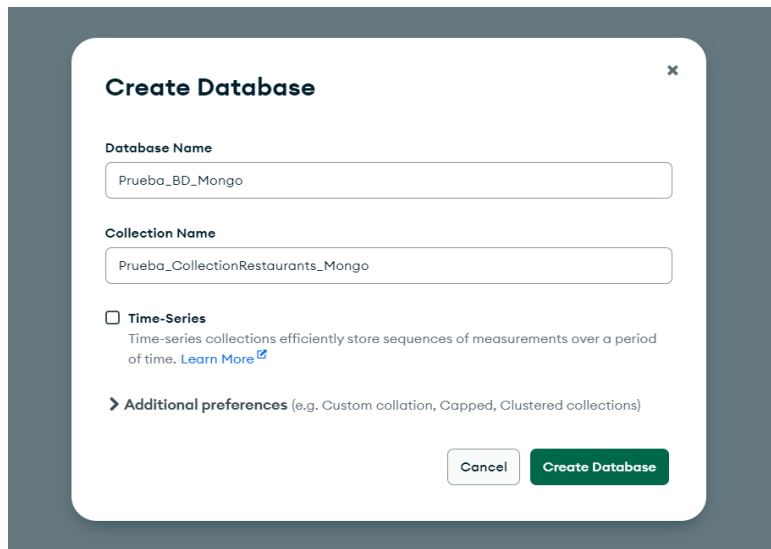 Create Database
Database Name
Prueba_BD_Mongo
Collection Name
Prueba_CollectionRestaurants_Mongo
Time-Series
Time-series collections efficiently store sequences of measurements over a period
of time. Learn More
Additional preferences (e.g. Custom collation, Capped, Clustered collections)
Cancel Create Database